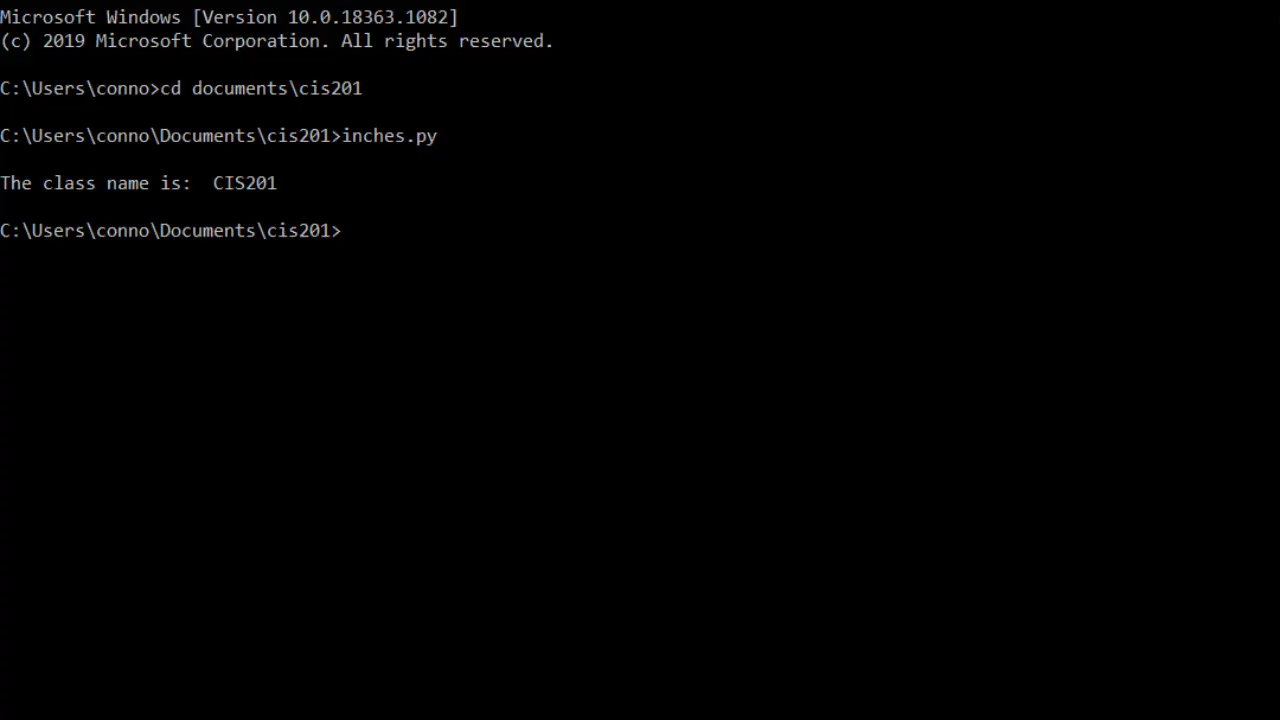 Microsoft Windows [Version 10.0.18363.1082]
(c) 2019 Microsoft Corporation. All rights reserved.
C:\Users\conno>cd documents\cis201
C:\Users\conno\Documents\cis201>inches.py
The class name is:  CIS201
C:\Users\conno\Documents\cis201>